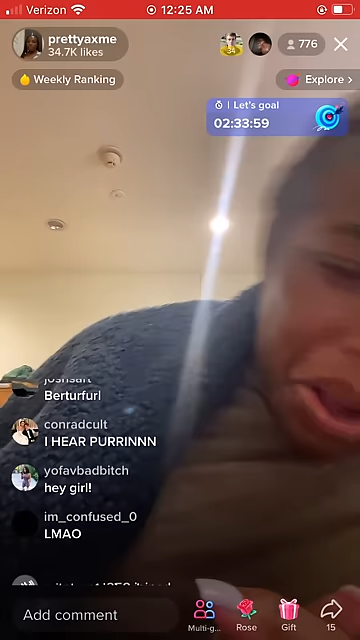 Verizon 12:25 AM
prettyaxme
34.7K likes
34
776
Weekly Ranking
Explore >
| Let's goal
02:33:59
Berturfurl
conradcult
I HEAR PURRINNN
yofavbadbitch
hey girl!
im_confused_0
LMAO
Add comment
Multi-g...
Rose
Gift
15